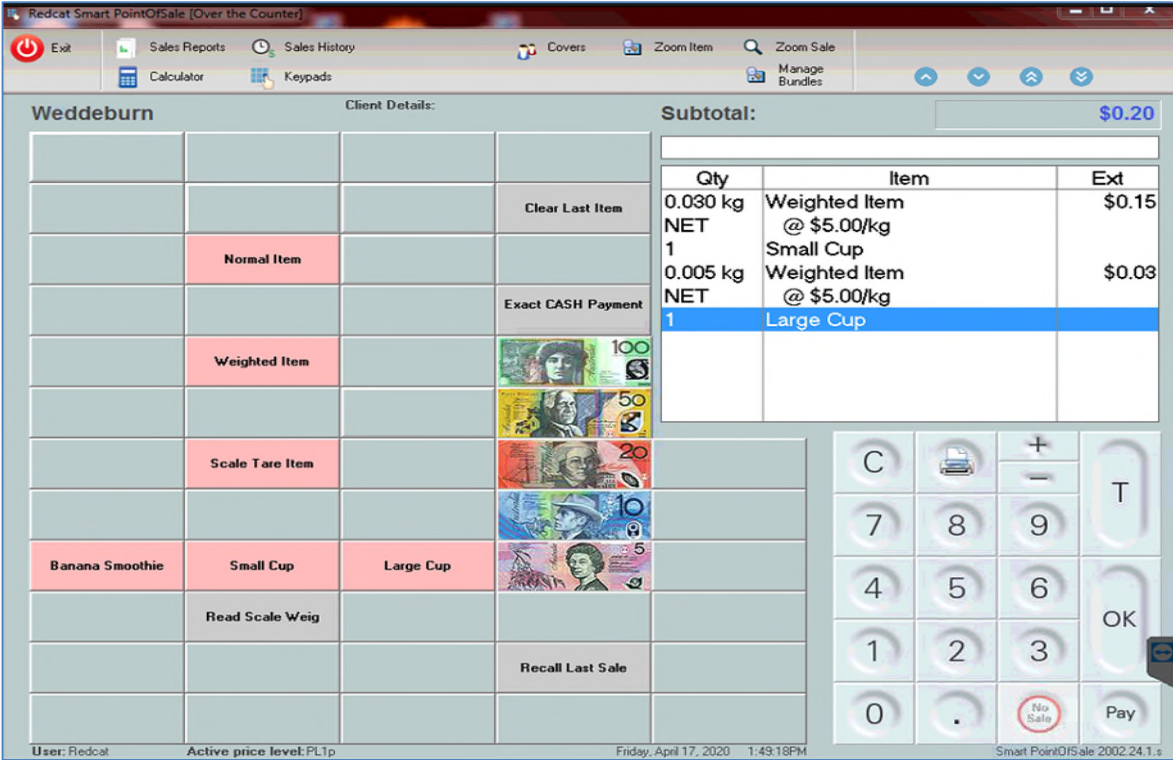 Redcat Smart PointOfSale [Over the Counter]
Exit
Sales Reports
Sales History
Covers
Zoom Item
Zoom Sale
Calculator
Keypads
Manage
Bundles
Weddeburn
Client Details:
Subtotal:
$0.20
Qty Item Ext
0.030 kg Weighted Item $0.15
NET @ $5.00/kg
1 Small Cup
0.005 kg Weighted Item $0.03
NET @ $5.00/kg
1 Large Cup
Clear Last Item
Normal Item
Exact CASH Payment
Weighted Item
100
50
Scale Tare Item
20
10
Banana Smoothie
Small Cup
Large Cup
5
Read Scale Weig
Recall Last Sale
C
+
−
T
7 8 9
4 5 6
OK
1 2 3
0 .
No
Sale
Pay
User: Redcat
Active price level: PL1p
Friday, April 17, 2020
1:49:18PM
Smart PointOfSale 2002.24.1.s